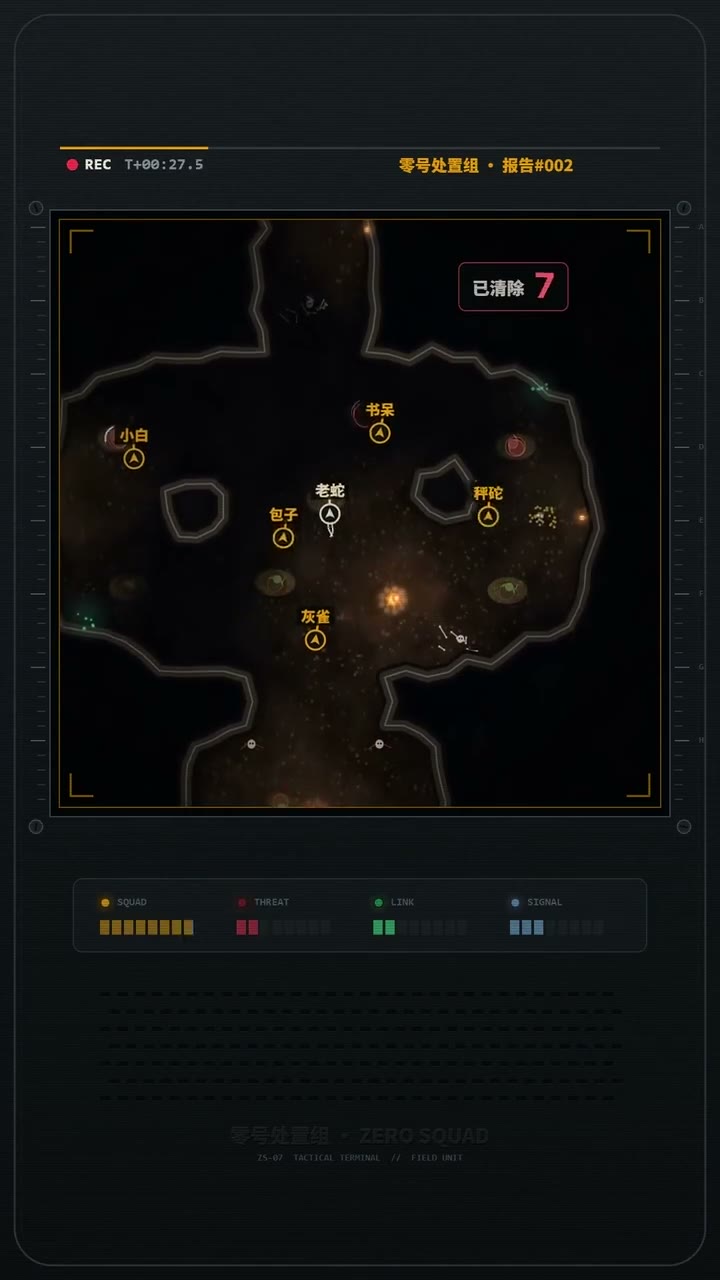 REC T+00:27.5
零号处置组 · 报告#002
已清除 7
书呆
小白
老蛇
秤砣
包子
灰雀
SQUAD
THREAT
LINK
SIGNAL
零号处置组 · ZERO SQUAD
ZS-07 TACTICAL TERMINAL // FIELD UNIT